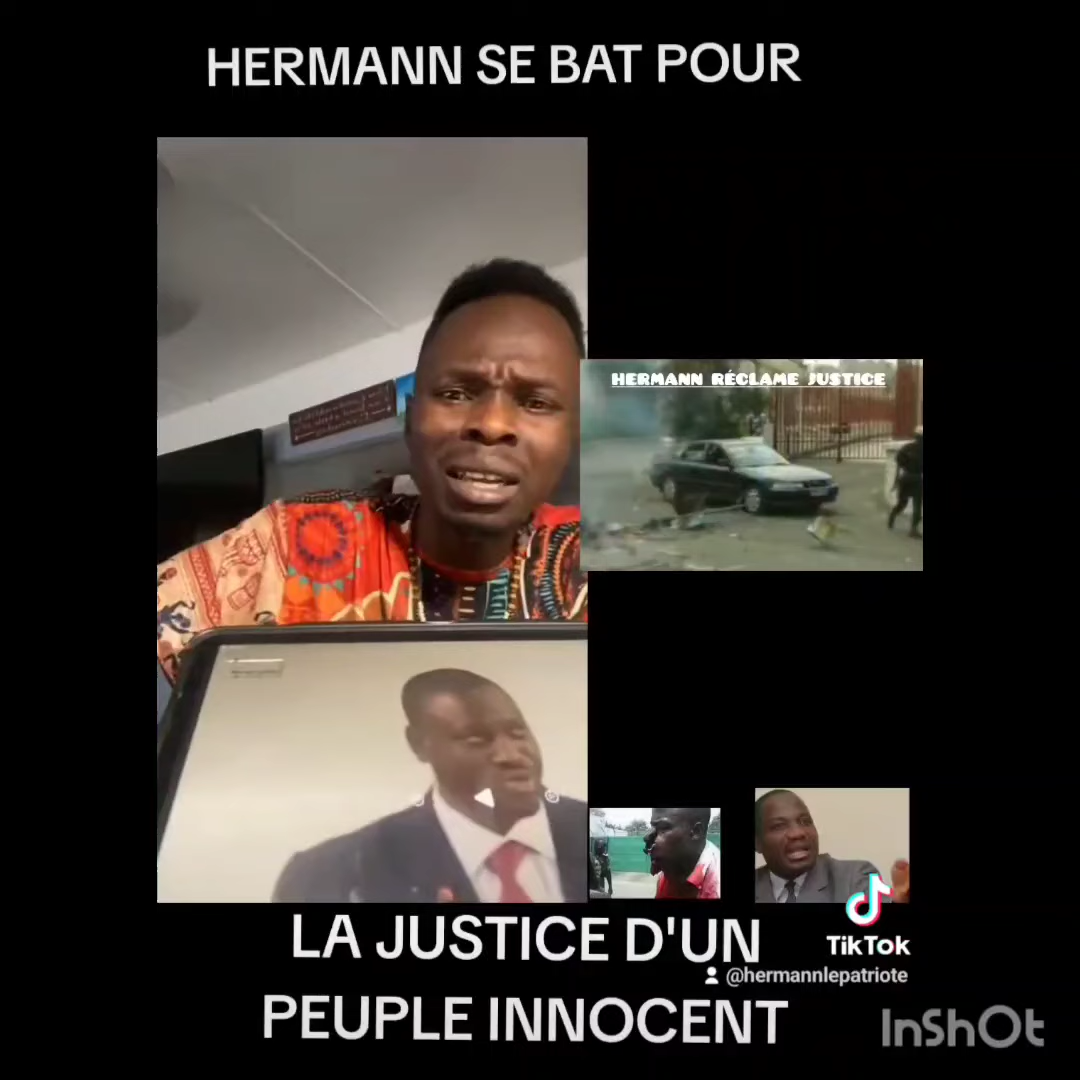 HERMANN SE BAT POUR
HERMANN RÉCLAME JUSTICE
LA JUSTICE D'UN
PEUPLE INNOCENT
TikTok
@hermannlepatriote
InShOt